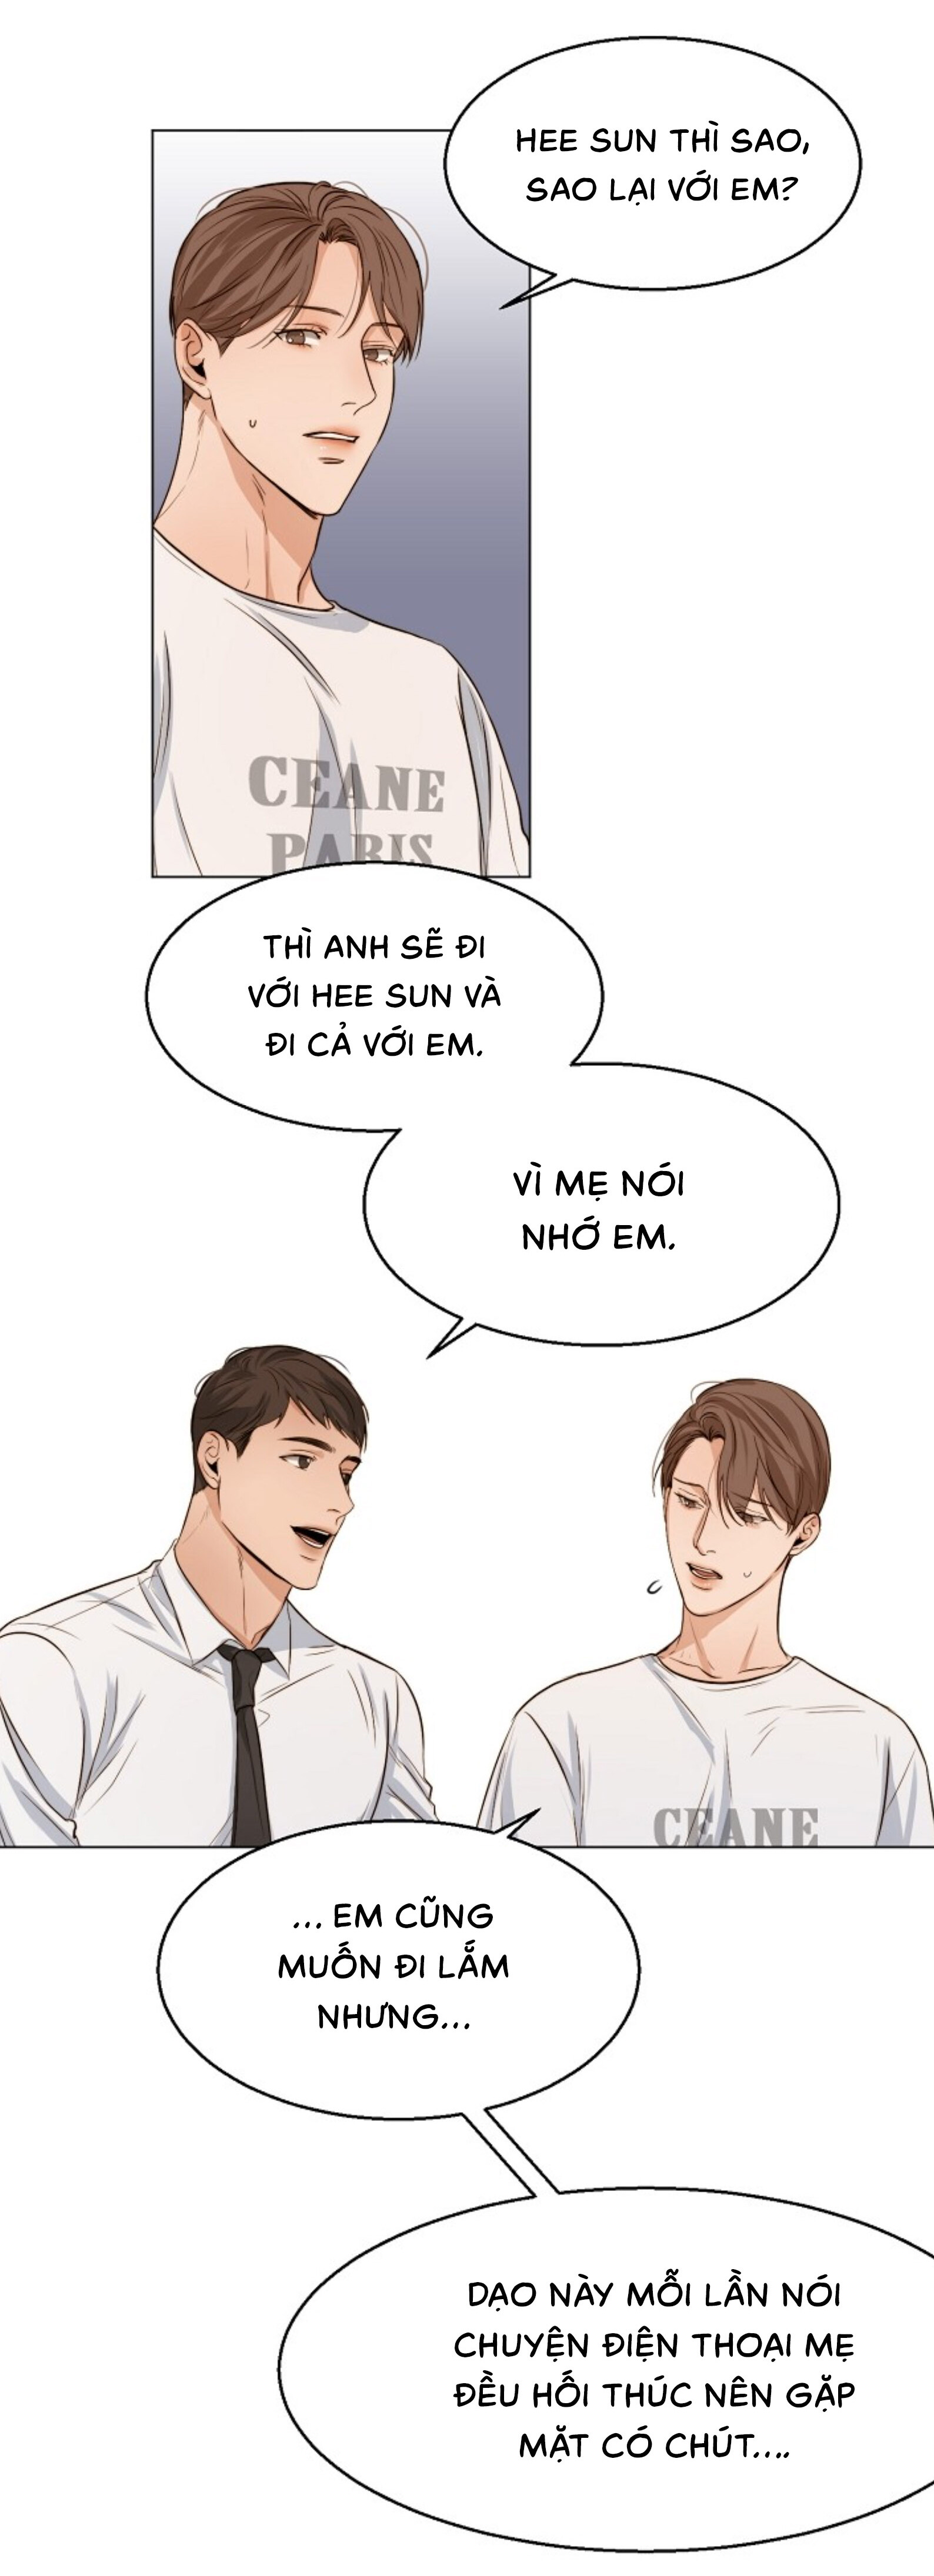 HEE SUN THÌ SAO,
SAO LẠI VỚI EM?
CEANE
PARIS
THÌ ANH SẼ ĐI
VỚI HEE SUN VÀ
ĐI CẢ VỚI EM.
VÌ MẸ NÓI
NHỚ EM.
CEANE
... EM CŨNG
MUỐN ĐI LẮM
NHƯNG...
DẠO NÀY MỖI LẦN NÓI
CHUYỆN ĐIỆN THOẠI MẸ
ĐỀU HỐI THÚC NÊN GẶP
MẶT CÓ CHÚT....